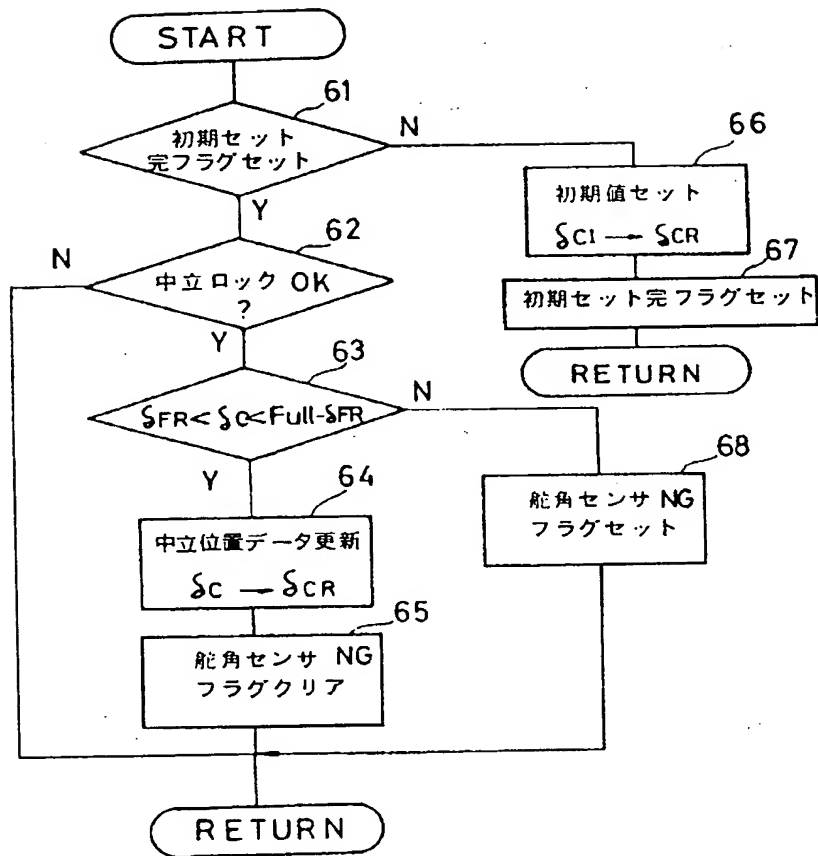 START
61
初期セット
完フラグセット
N
66
初期値セット
δCI → δCR
Y
62
67
N
中立ロック OK
?
初期セット完フラグセット
Y
63
RETURN
δFR < δC < Full-δFR
N
Y
64
68
舵角センサ NG
フラグセット
中立位置データ更新
δC → δCR
65
舵角センサ NG
フラグクリア
RETURN